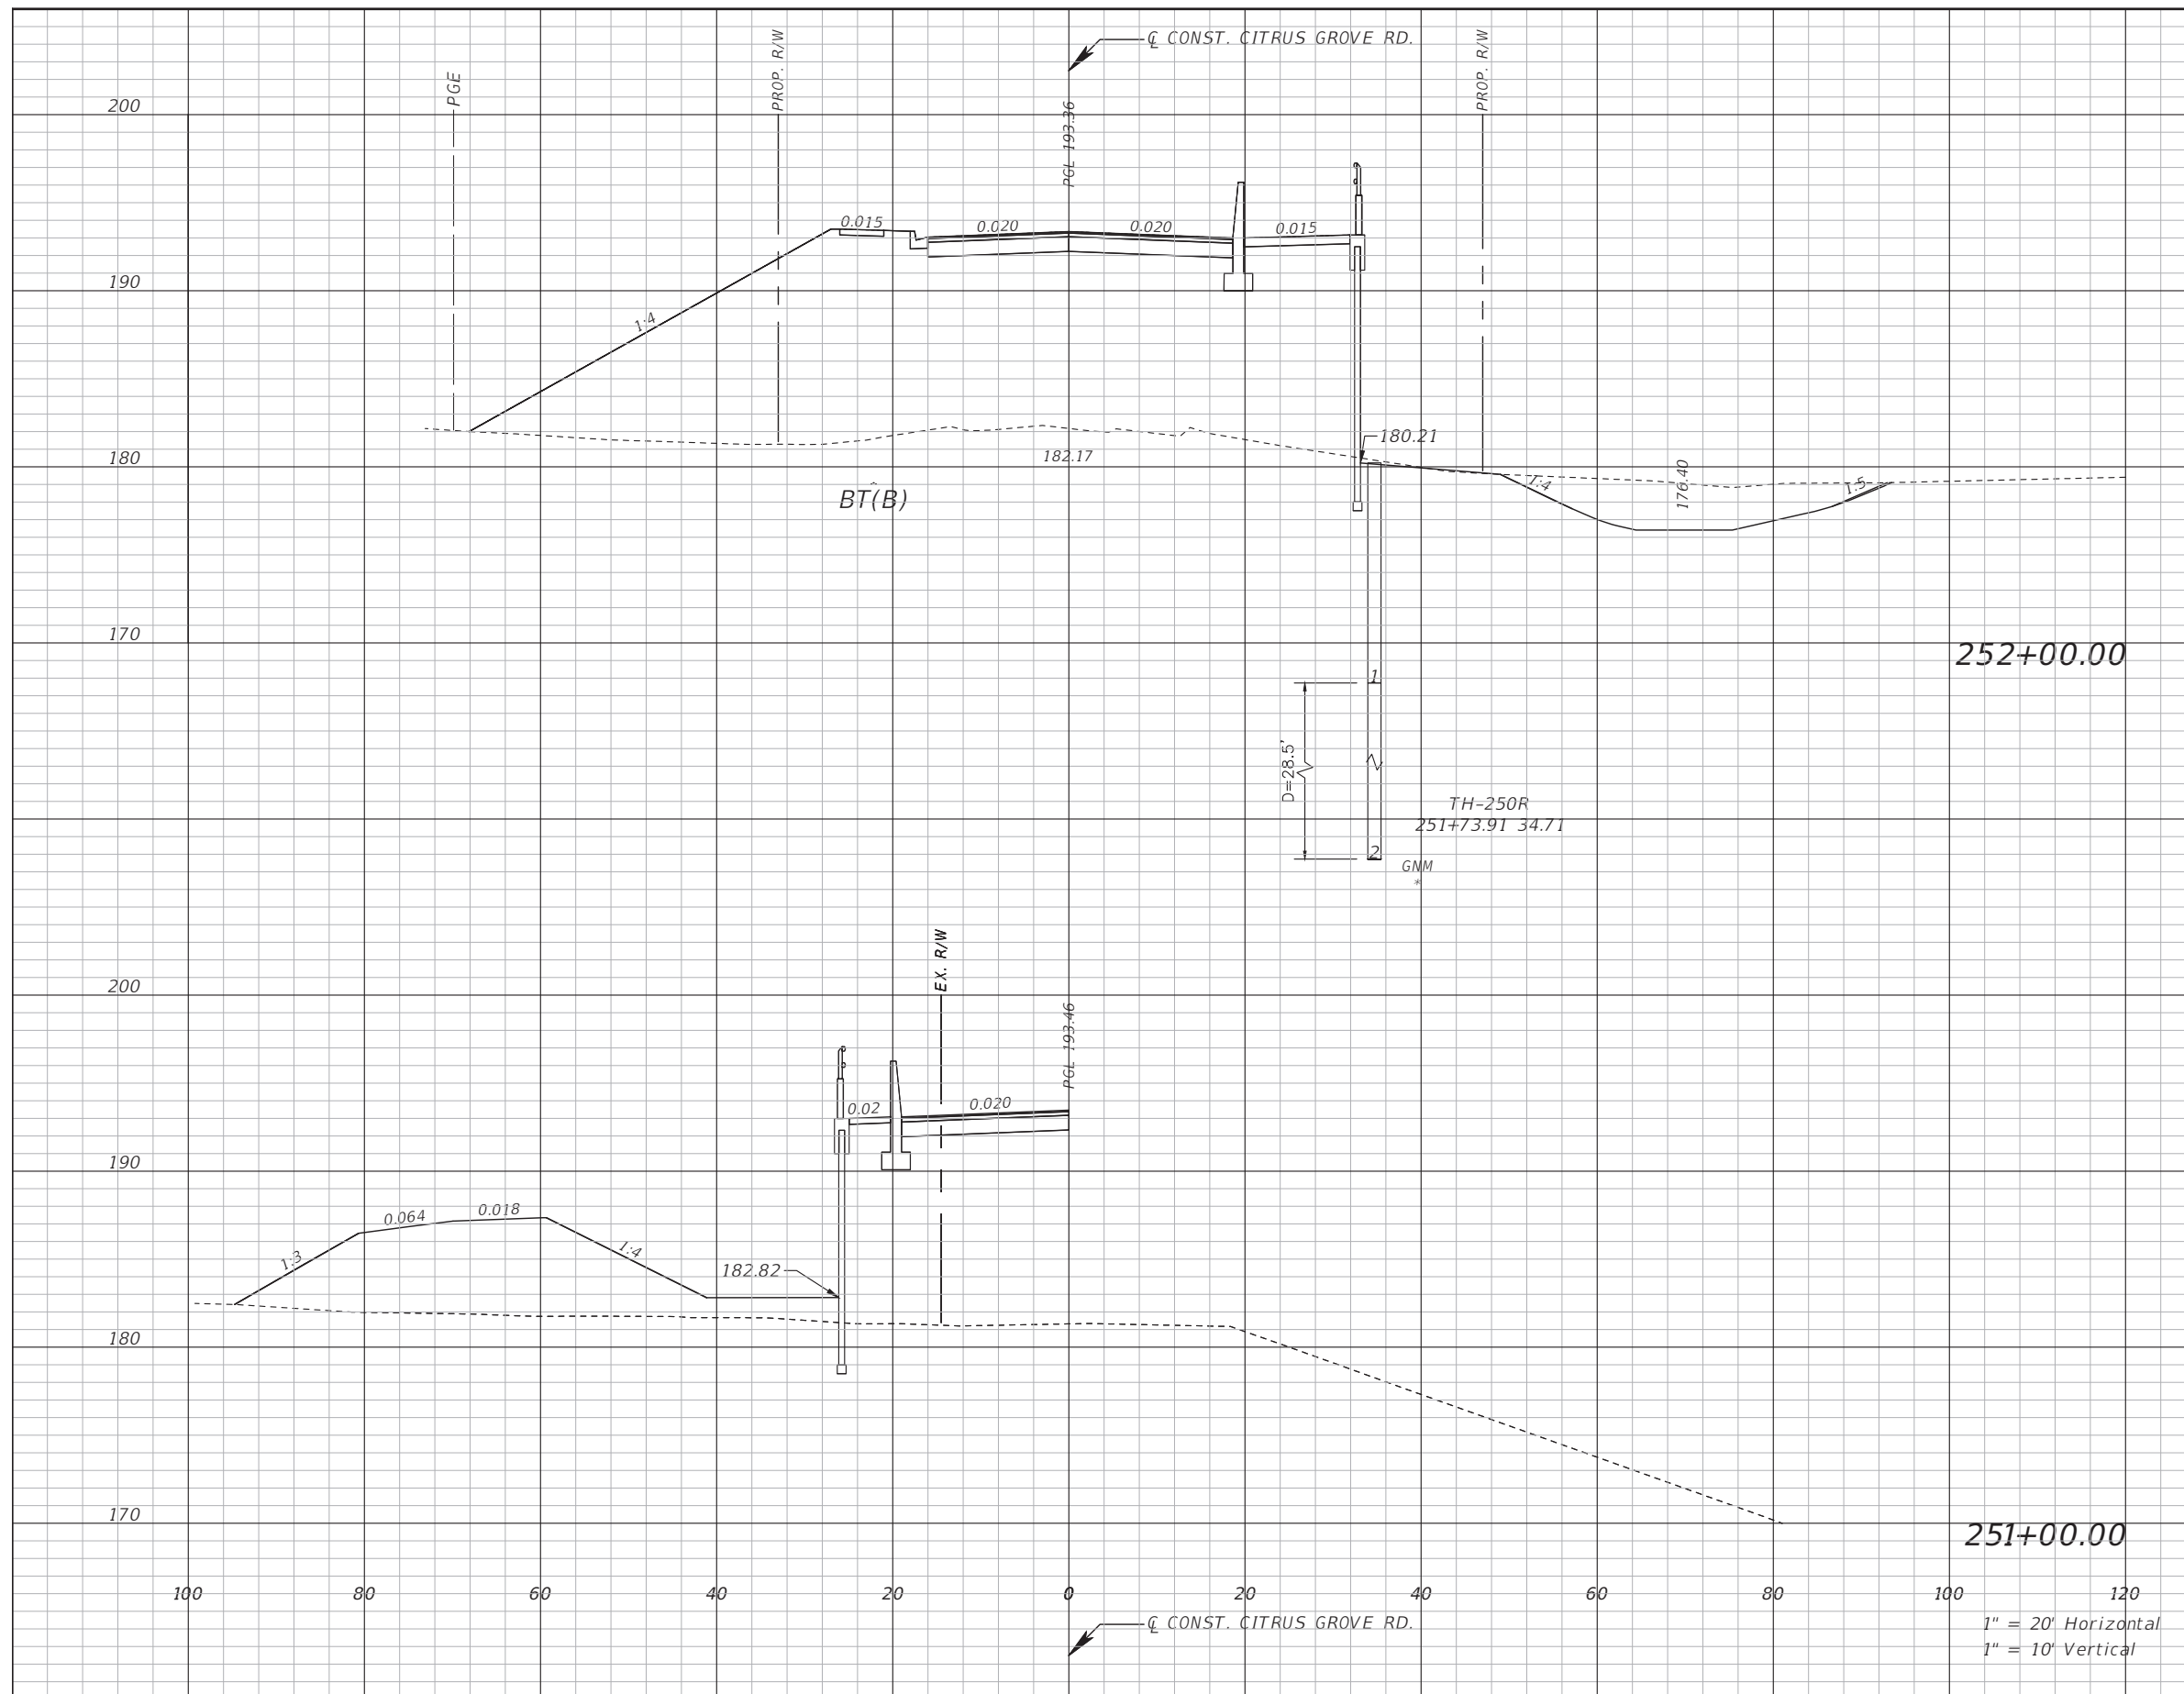 ℄ CONST. CITRUS GROVE RD.
PGE
PROP. R/W
PROP. R/W
PGL 193.36
200
0.015
0.020
0.020
0.015
190
1:4
180
180.21
182.17
BT(B)
1:4
176.40
1:5
170
252+00.00
1
D=28.5'
TH-250R
251+73.91 34.71
2
GNM
*
EX. R/W
200
PGL 193.46
0.02
0.020
190
0.064
0.018
1:3
1:4
182.82
180
170
251+00.00
100 80 60 40 20 0 20 40 60 80 100 120
℄ CONST. CITRUS GROVE RD.
1" = 20' Horizontal
1" = 10' Vertical